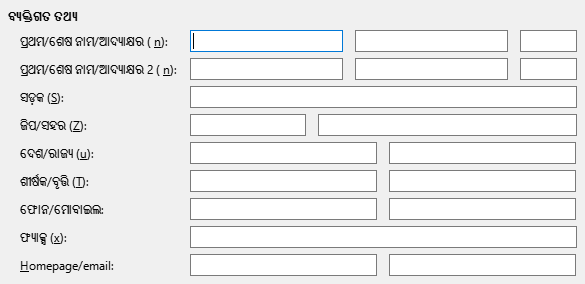 ବ୍ୟକ୍ତିଗତ ତଥ୍ୟ
ପ୍ରଥମ/ଶେଷ ନାମ/ଆଦ୍ୟାକ୍ଷର ( n):
ପ୍ରଥମ/ଶେଷ ନାମ/ଆଦ୍ୟାକ୍ଷର 2 ( n):
ସଡ଼କ (S):
ଜିପ/ସହର (Z):
ଦେଶ/ରାଜ୍ୟ (u):
ଶୀର୍ଷକ/ବୃତ୍ତି (T):
ଫୋନ/ମୋବାଇଲ:
ଫ୍ୟାକ୍ସ (x):
Homepage/email: